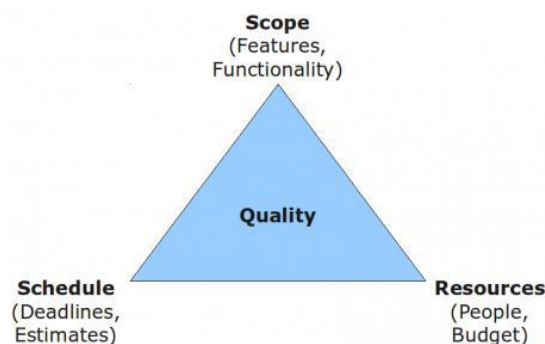 Scope
(Features,
Functionality)
Quality
Schedule
(Deadlines,
Estimates)
Resources
(People,
Budget)